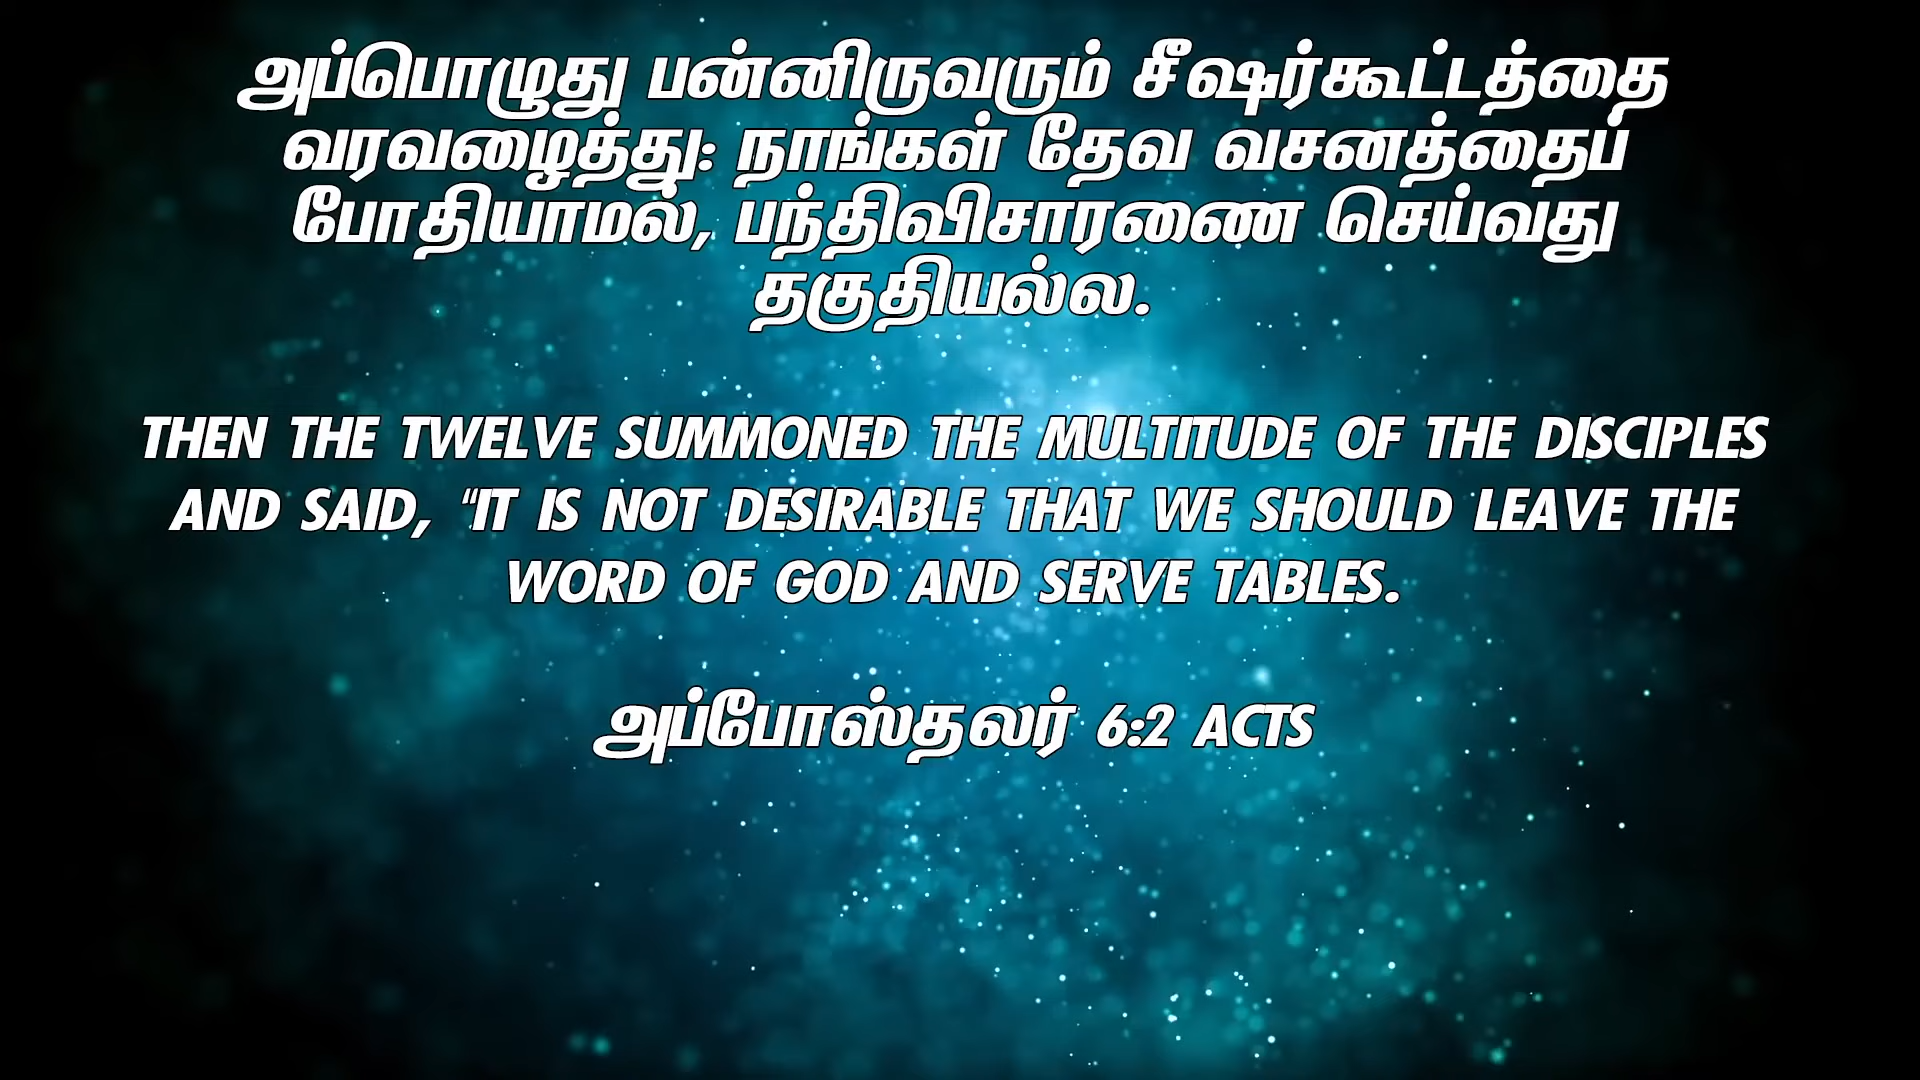 அப்பொழுது பன்னிருவரும் சீஷர்கூட்டத்தை
வரவழைத்து: நாங்கள் தேவ வசனத்தைப்
போதியாமல், பந்திவிசாரணை செய்வது
தகுதியல்ல.
THEN THE TWELVE SUMMONED THE MULTITUDE OF THE DISCIPLES
AND SAID, "IT IS NOT DESIRABLE THAT WE SHOULD LEAVE THE
WORD OF GOD AND SERVE TABLES.
அப்போஸ்தலர் 6:2 ACTS